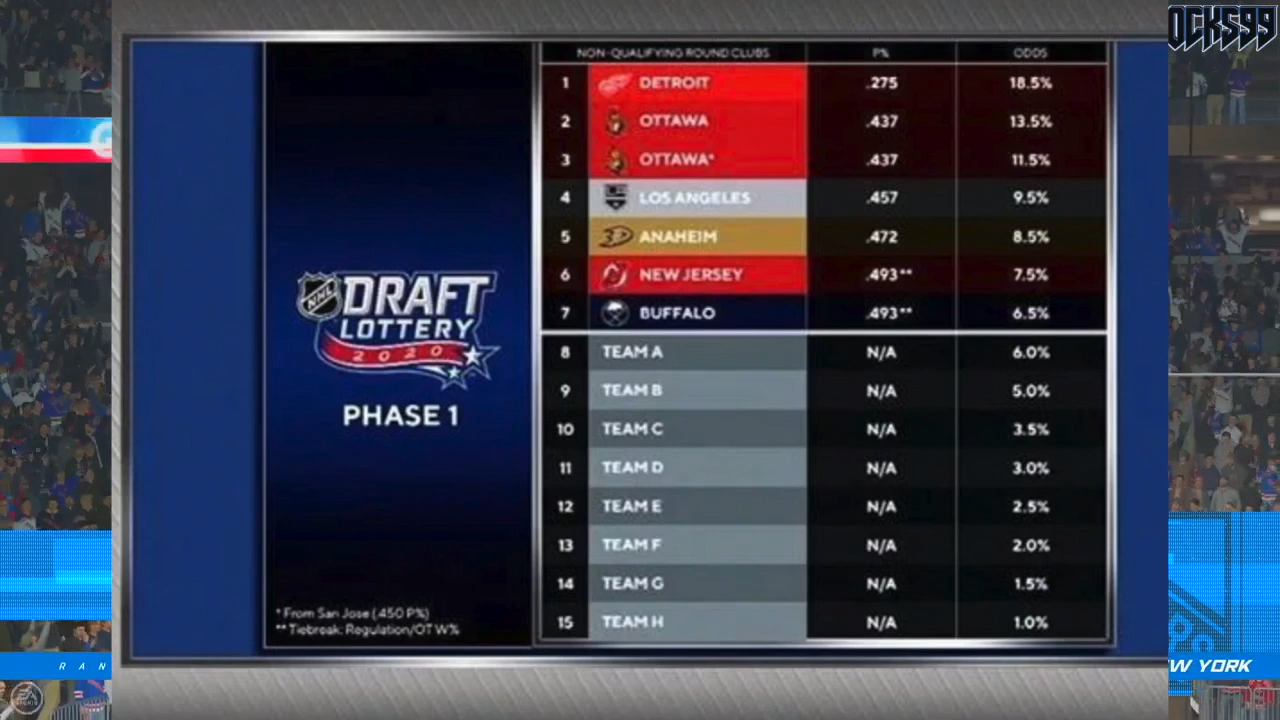 OCKS99
NON-QUALIFYING ROUND CLUBS P% ODDS
1 DETROIT .275 18.5%
2 OTTAWA .437 13.5%
3 OTTAWA* .437 11.5%
4 LOS ANGELES .457 9.5%
5 ANAHEIM .472 8.5%
6 NEW JERSEY .493** 7.5%
7 BUFFALO .493** 6.5%
8 TEAM A N/A 6.0%
9 TEAM B N/A 5.0%
10 TEAM C N/A 3.5%
11 TEAM D N/A 3.0%
12 TEAM E N/A 2.5%
13 TEAM F N/A 2.0%
14 TEAM G N/A 1.5%
15 TEAM H N/A 1.0%
NHL DRAFT
LOTTERY
2020
PHASE 1
* From San Jose (.450 P%)
** Tiebreak: Regulation/OT W%
RAN
W YORK